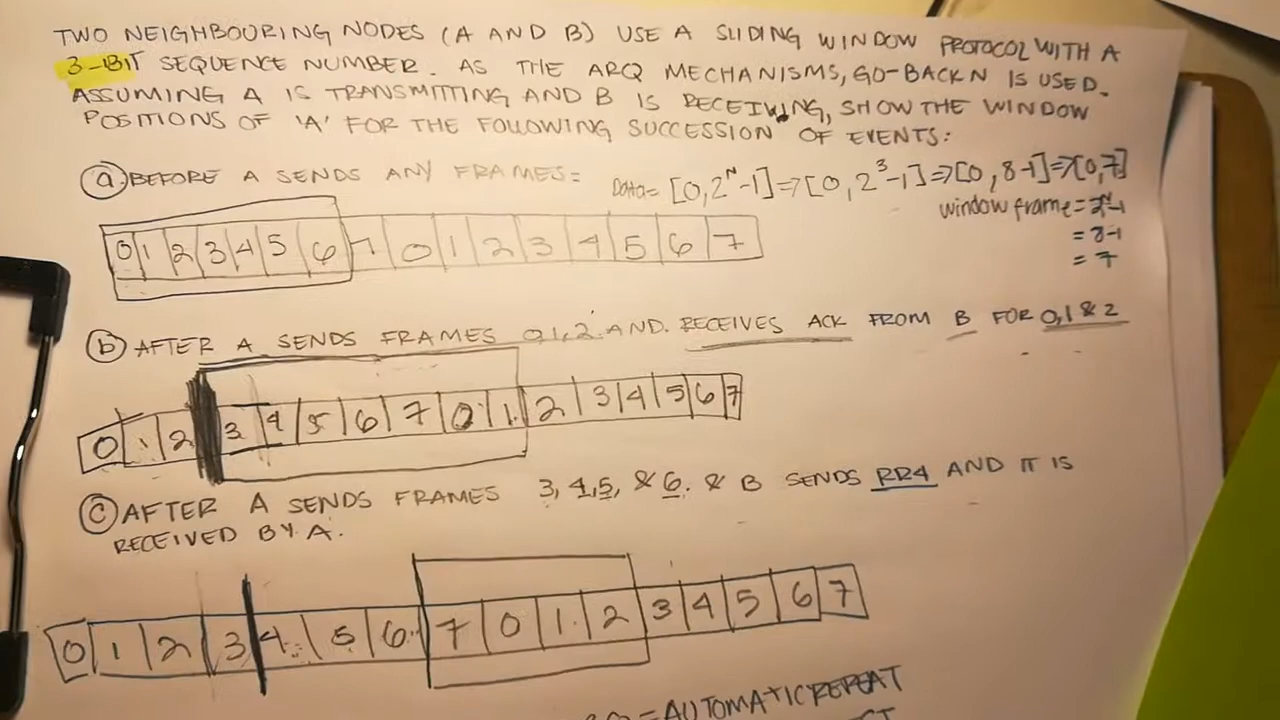 TWO NEIGHBOURING NODES (A AND B) USE A SLIDING WINDOW PROTOCOL WITH A
3-BIT SEQUENCE NUMBER. AS THE ARQ MECHANISMS, GO-BACK N IS USED.
ASSUMING A IS TRANSMITTING AND B IS RECEIVING, SHOW THE WINDOW
POSITIONS OF 'A' FOR THE FOLLOWING SUCCESSION OF EVENTS:
ⓐ BEFORE A SENDS ANY FRAMES= Data= [0,2^N-1]⇒[0,2^3-1]⇒[0,8-1]⇒[0,7]
window frame = 2^N-1
= 8-1
= 7
0 1 2 3 4 5 6 7 0 1 2 3 4 5 6 7
ⓑ AFTER A SENDS FRAMES 0,1,2 AND RECEIVES ACK FROM B FOR 0,1 & 2
0 1 2 3 4 5 6 7 0 1 2 3 4 5 6 7
ⓒ AFTER A SENDS FRAMES 3, 4,5, & 6. & B SENDS RR4 AND IT IS
RECEIVED BY A.
0 1 2 3 4 5 6 7 0 1 2 3 4 5 6 7
= AUTOMATIC REPEAT